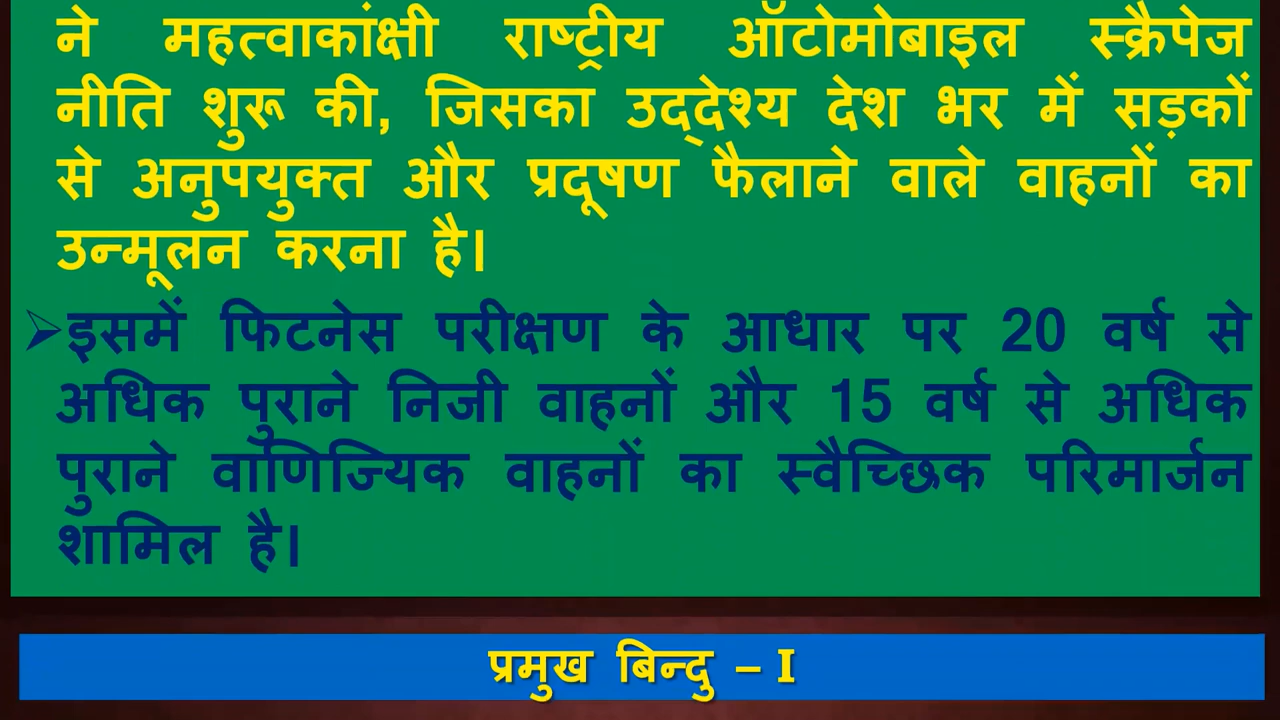 ने महत्वाकांक्षी राष्ट्रीय ऑटोमोबाइल स्क्रैपेज
नीति शुरू की, जिसका उद्देश्य देश भर में सड़कों
से अनुपयुक्त और प्रदूषण फैलाने वाले वाहनों का
उन्मूलन करना है।
➢इसमें फिटनेस परीक्षण के आधार पर 20 वर्ष से
अधिक पुराने निजी वाहनों और 15 वर्ष से अधिक
पुराने वाणिज्यिक वाहनों का स्वैच्छिक परिमार्जन
शामिल है।
प्रमुख बिन्दु – I